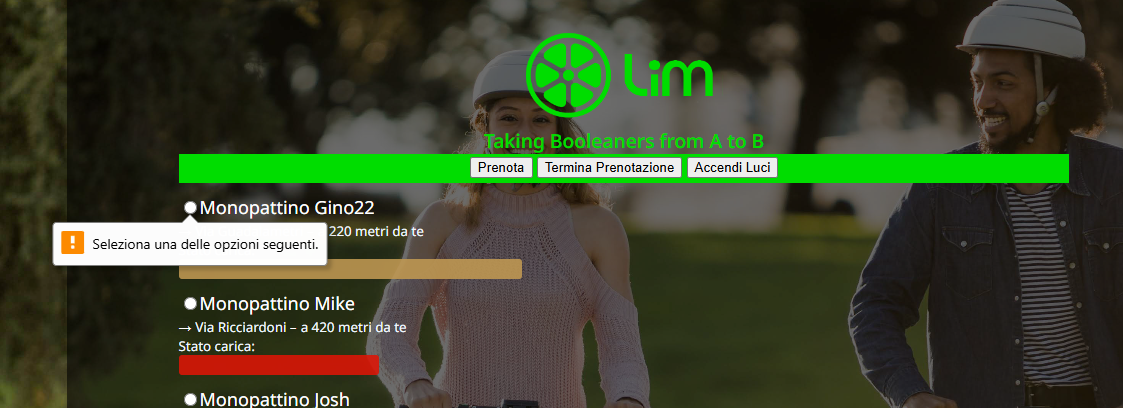 Lim
Taking Booleaners from A to B
Prenota Termina Prenotazione Accendi Luci
Monopattino Gino22
220 metri da te
! Seleziona una delle opzioni seguenti.
Monopattino Mike
→ Via Ricciardoni – a 420 metri da te
Stato carica:
Monopattino Josh